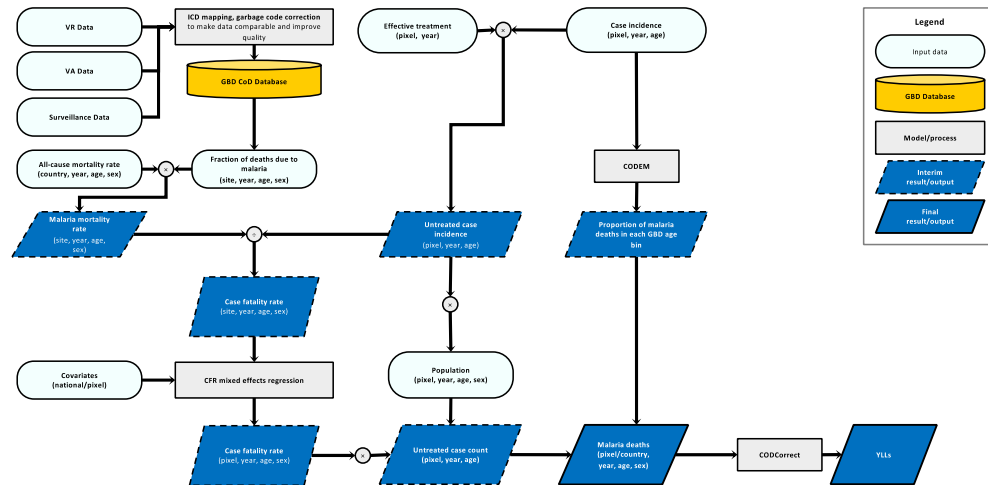 VR Data
ICD mapping, garbage code correction
to make data comparable and improve
quality
VA Data
GBD CoD Database
Surveillance Data
All-cause mortality rate
(country, year, age, sex)
×
Fraction of deaths due to
malaria
(site, year, age, sex)
Effective treatment
(pixel, year)
×
Case incidence
(pixel, year, age)
CODEM
Malaria mortality
rate
(site, year, age,
sex)
÷
Untreated case
incidence
(pixel, year, age)
Proportion of malaria
deaths in each GBD age
bin
Case fatality rate
(site, year, age, sex)
×
Covariates
(national/pixel)
CFR mixed effects regression
Population
(pixel, year, age, sex)
Case fatality rate
(pixel, year, age, sex)
×
Untreated case count
(pixel, year, age)
Malaria deaths
(pixel/country,
year, age, sex)
CODCorrect
YLLs
Legend
Input data
GBD Database
Model/process
Interim
result/output
Final
result/output